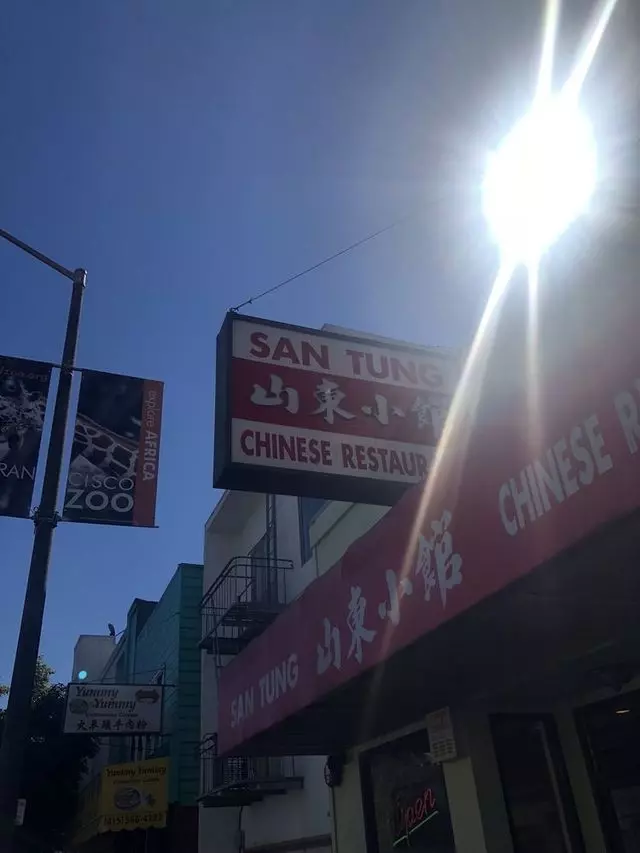 SAN TUNG
山東小館
CHINESE RESTAUR
SAN TUNG 山東小館 CHINESE R
explore AFRICA
RAN
CISCO
ZOO
Yummy
Yummy
Yummy Yummy
open